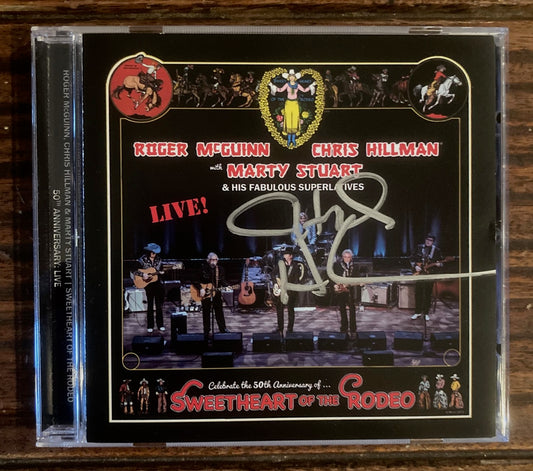 ROGER McGUINN, CHRIS HILLMAN & MARTY STUART | SWEETHEART OF THE RODEO
50TH ANNIVERSARY: LIVE
ROGER McGUINN CHRIS HILLMAN
with MARTY STUART
& HIS FABULOUS SUPERLATIVES
LIVE!
Celebrate the 50th Anniversary of ...
SWEETHEART OF THE RODEO